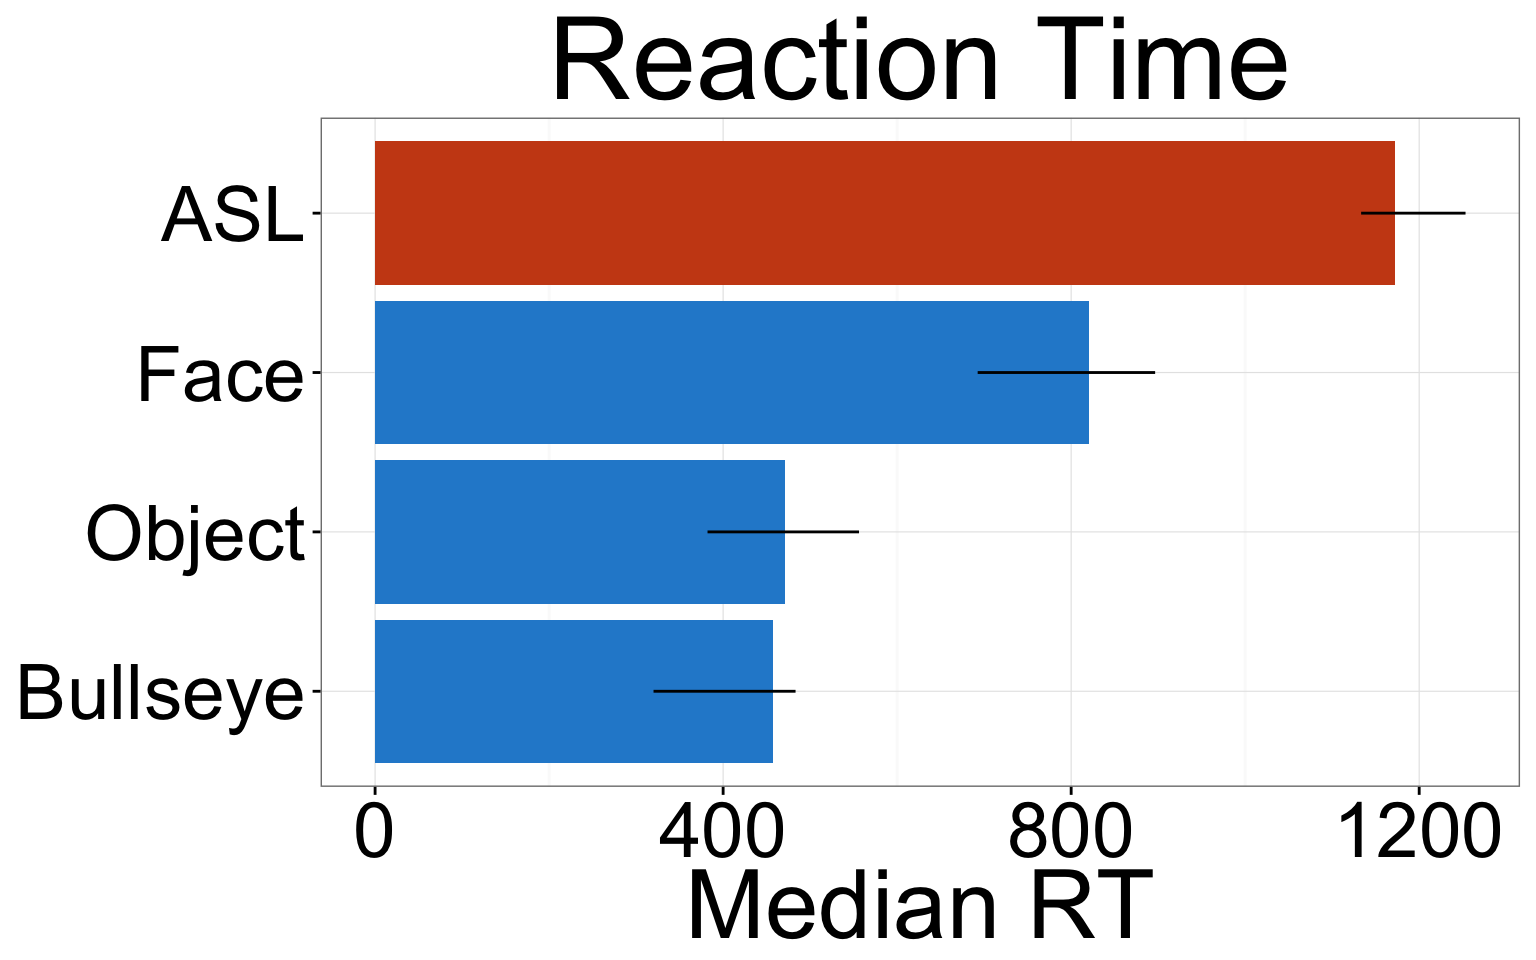 Reaction Time
ASL
Face
Object
Bullseye
0 400 800 1200
Median RT